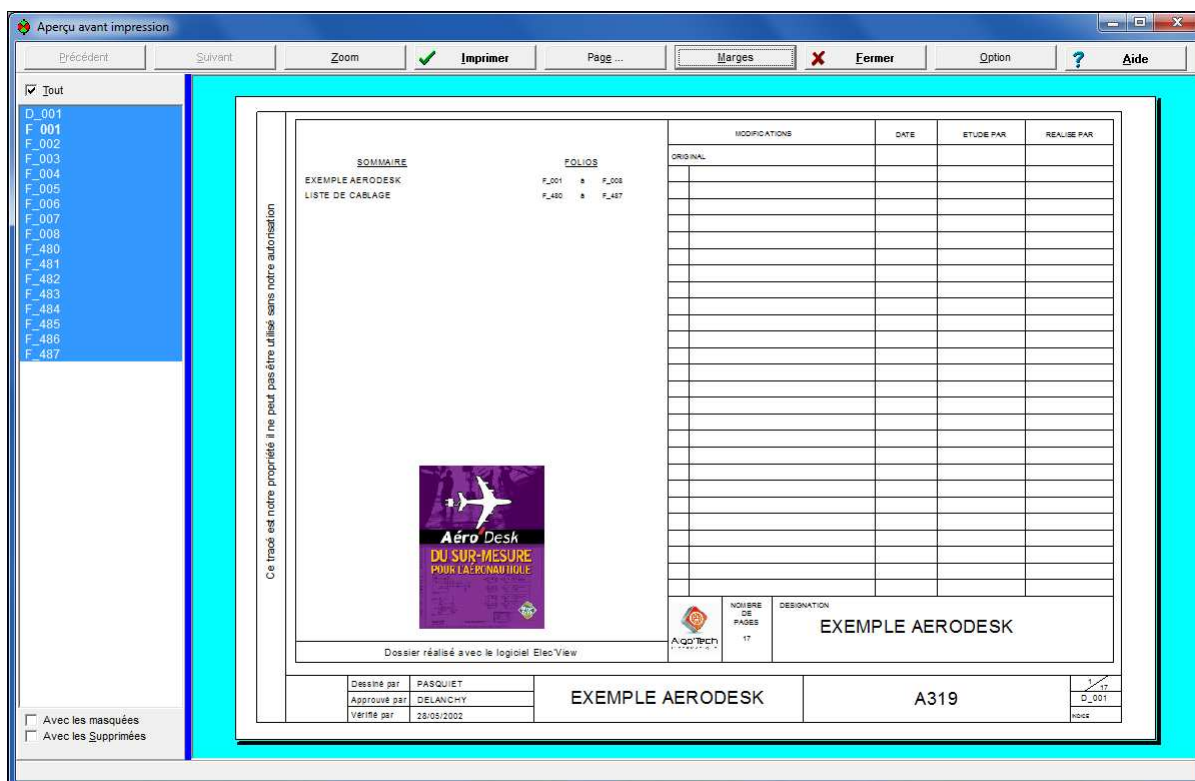 Aperçu avant impression
Précédent Suivant Zoom Imprimer Page ... Marges Fermer Option ? Aide
Tout
D_001
F_001
F_002
F_003
F_004
F_005
F_006
F_007
F_008
F_480
F_481
F_482
F_483
F_484
F_485
F_486
F_487
Avec les masquées
Avec les Supprimées
Ce tracé est notre propriété il ne peut pas être utilisé sans notre autorisation
SOMMAIRE FOLIOS
EXEMPLE AERODESK F_001 a F_008
LISTE DE CABLAGE F_480 a F_487
Aéro Desk
DU SUR-MESURE
POUR L'AÉRONAUTIQUE
Dossier réalisé avec le logiciel Elec'View
MODIFICATIONS DATE ETUDE PAR REALISE PAR
ORIGINAL
Algo'Tech
NOMBRE
DE
PAGES
17
DESIGNATION
EXEMPLE AERODESK
Dessiné par PASQUIET
Approuvé par DELANCHY
Vérifié par 28/05/2002
EXEMPLE AERODESK
A319
1/17
D_001
INDICE